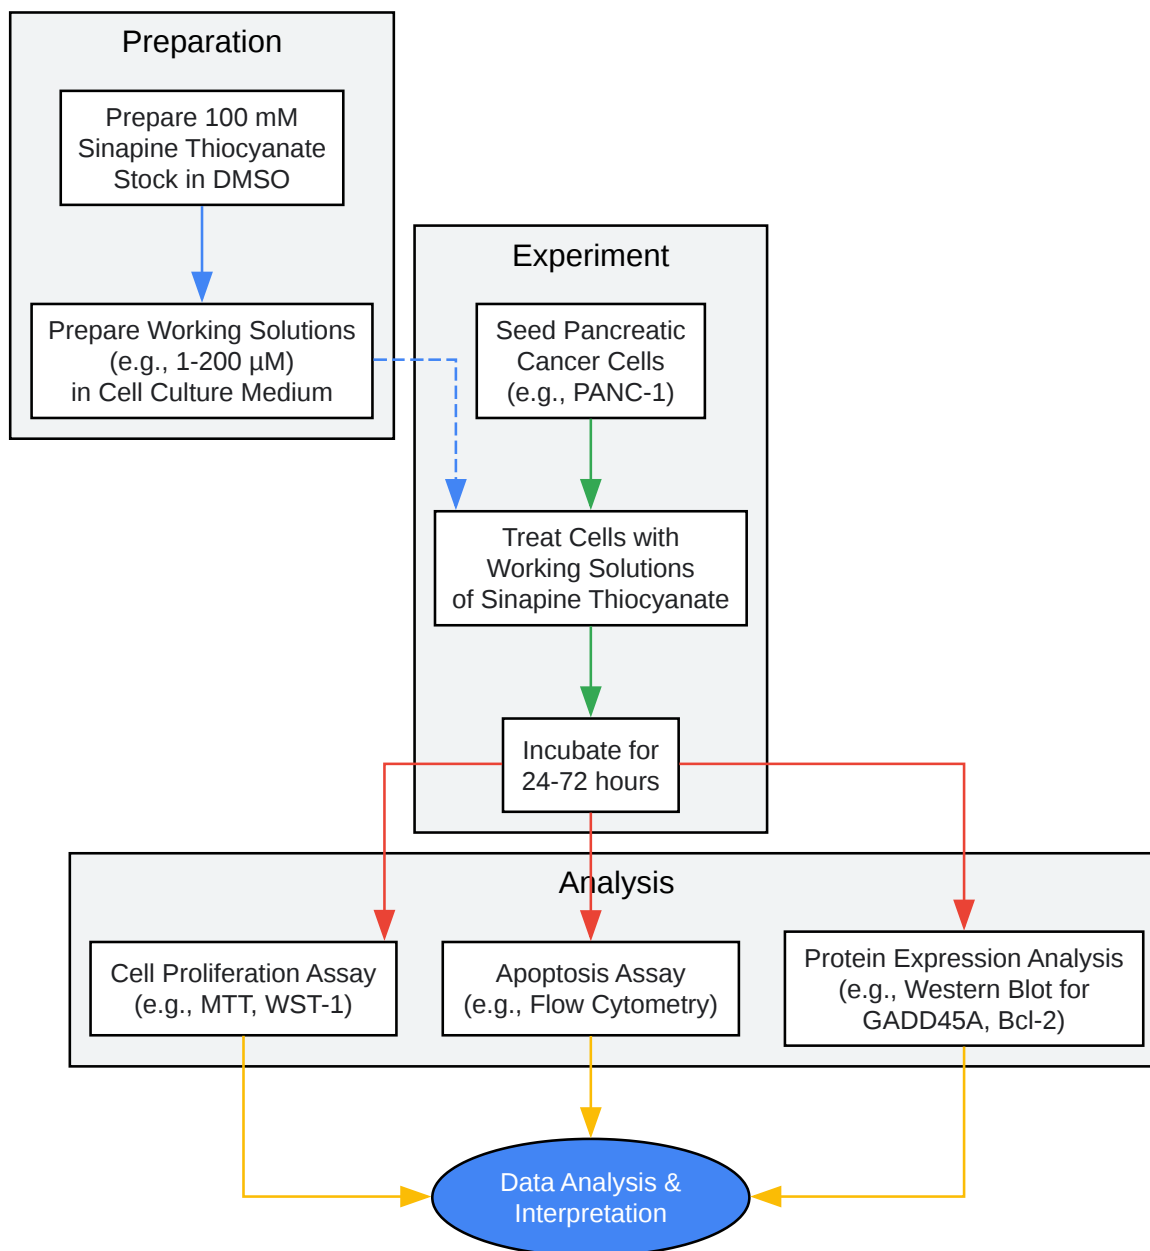 Preparation
Prepare 100 mM
Sinapine Thiocyanate
Stock in DMSO
Prepare Working Solutions
(e.g., 1-200 µM)
in Cell Culture Medium
Experiment
Seed Pancreatic
Cancer Cells
(e.g., PANC-1)
Treat Cells with
Working Solutions
of Sinapine Thiocyanate
Incubate for
24-72 hours
Analysis
Cell Proliferation Assay
(e.g., MTT, WST-1)
Apoptosis Assay
(e.g., Flow Cytometry)
Protein Expression Analysis
(e.g., Western Blot for
GADD45A, Bcl-2)
Data Analysis &
Interpretation